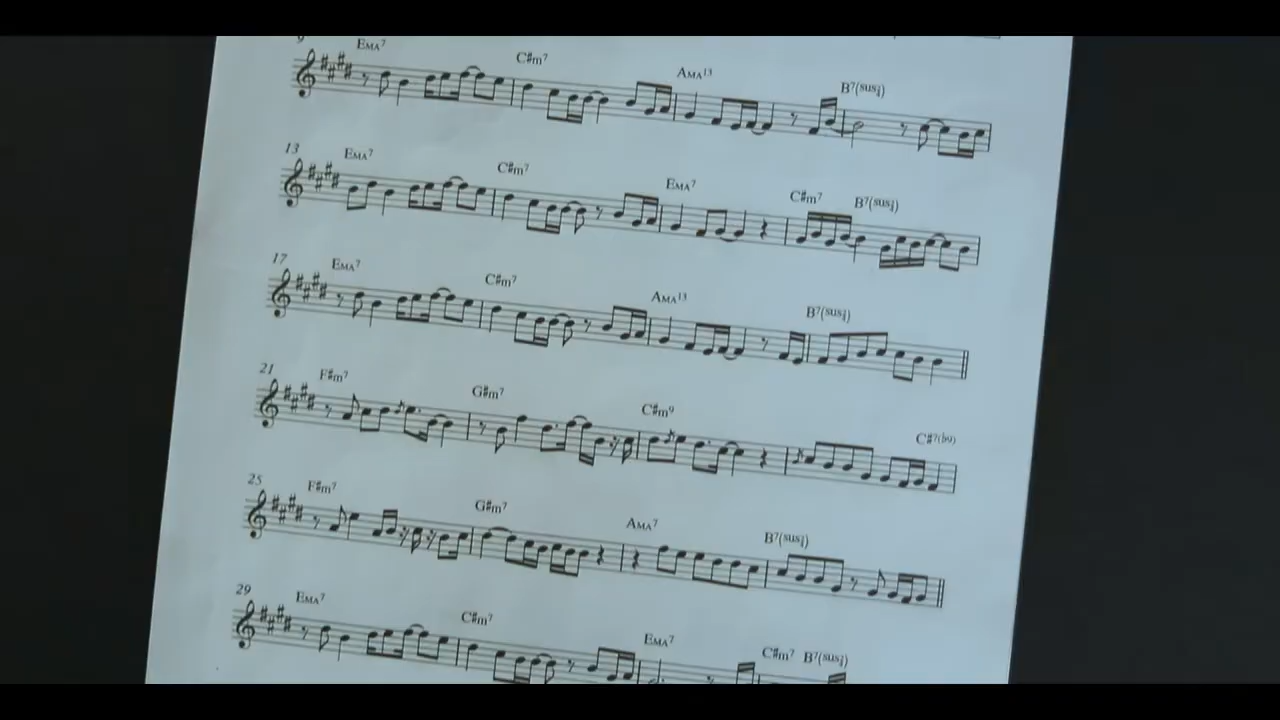 9 EMA7 C#m7 AMA13 B7(sus4)
13 EMA7 C#m7 EMA7 C#m7 B7(sus4)
17 EMA7 C#m7 AMA13 B7(sus4)
21 F#m7 G#m7 C#m9 C#7(b9)
25 F#m7 G#m7 AMA7 B7(sus4)
29 EMA7 C#m7 EMA7 C#m7 B7(sus4)